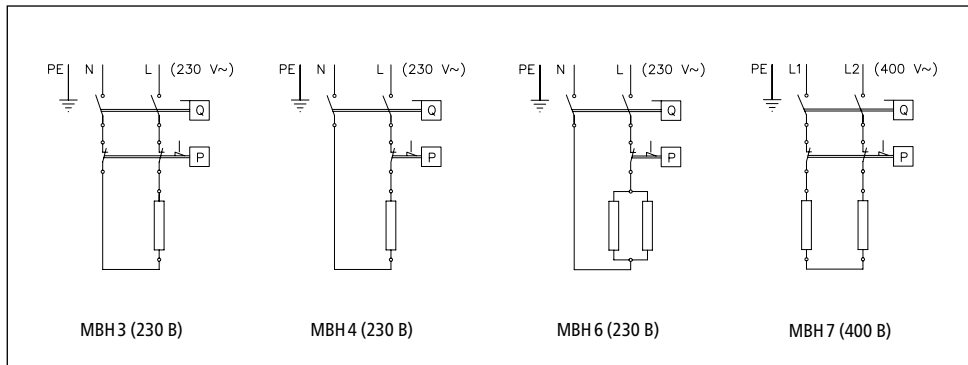 PE N L (230 V~)
Q
P
MBH 3 (230 В)
PE N L (230 V~)
Q
P
MBH 4 (230 В)
PE N L (230 V~)
Q
P
MBH 6 (230 В)
PE L1 L2 (400 V~)
Q
P
MBH 7 (400 В)